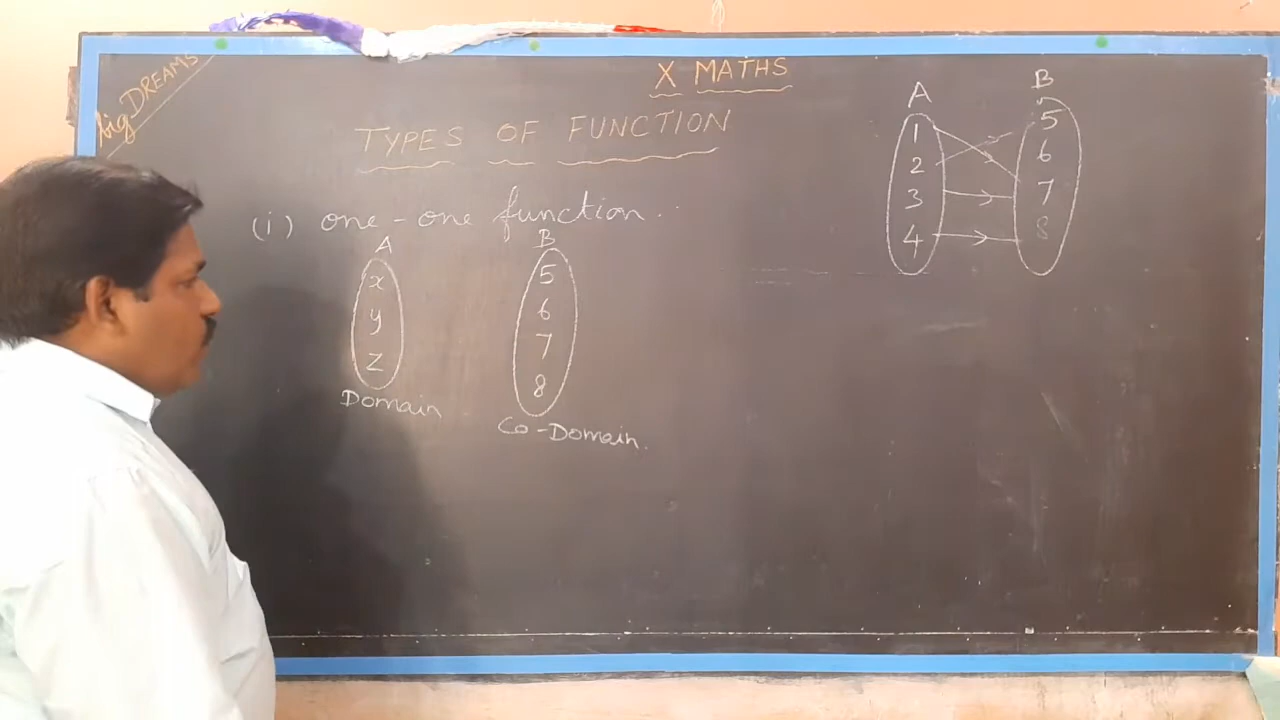 big DREAMS
X MATHS
TYPES OF FUNCTION
(i) one-one function.
A B
x 5
y 6
z 7
8
Domain
Co-Domain.
A B
1 5
2 6
3 7
4 8